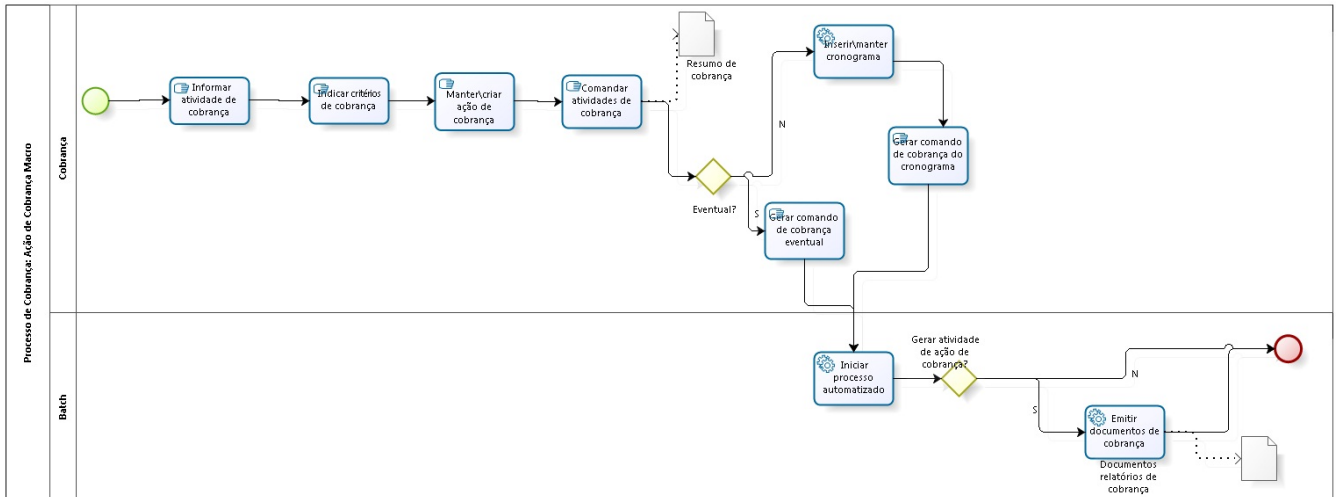 Processo de Cobrança: Ação de Cobrança Macro
Cobrança
Informar
atividade de
cobrança
Indicar critérios
de cobrança
Manter\criar
ação de
cobrança
Comandar
atividades de
cobrança
Resumo de
cobrança
Eventual?
N
S
Inserir\manter
cronograma
Gerar comando
de cobrança do
cronograma
Gerar comando
de cobrança
eventual
Batch
Iniciar
processo
automatizado
Gerar atividade
de ação de
cobrança?
N
S
Emitir
documentos de
cobrança
Documentos
relatórios de
cobrança